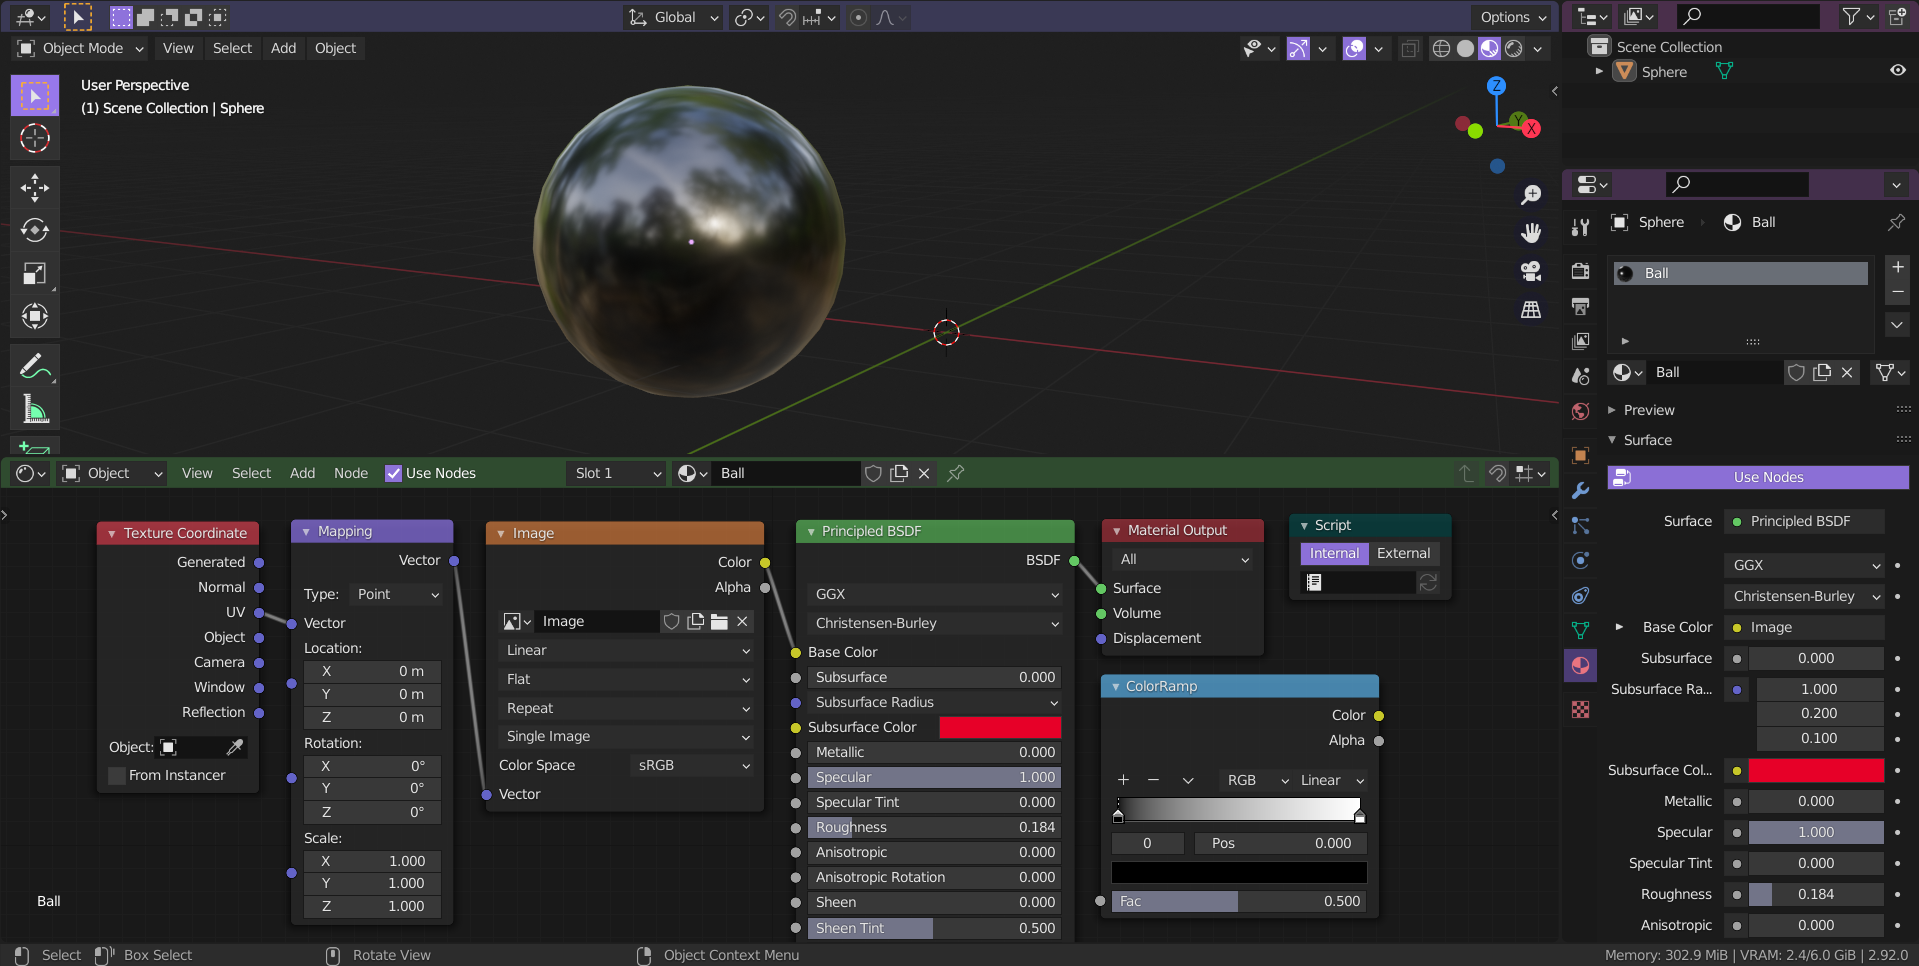 Global
Options
Object Mode
View
Select
Add
Object
User Perspective
(1) Scene Collection | Sphere
Z
Y
X
Scene Collection
Sphere
Sphere
Ball
Ball
Ball
Preview
Surface
Use Nodes
Surface
Principled BSDF
GGX
Christensen-Burley
Base Color
Image
Subsurface
0.000
Subsurface Ra...
1.000
0.200
0.100
Subsurface Col...
Metallic
0.000
Specular
1.000
Specular Tint
0.000
Roughness
0.184
Anisotropic
0.000
Object
View
Select
Add
Node
Use Nodes
Slot 1
Ball
Texture Coordinate
Generated
Normal
UV
Object
Camera
Window
Reflection
Object:
From Instancer
Mapping
Vector
Type:
Point
Vector
Location:
X 0 m
Y 0 m
Z 0 m
Rotation:
X 0°
Y 0°
Z 0°
Scale:
X 1.000
Y 1.000
Z 1.000
Image
Color
Alpha
Image
Linear
Flat
Repeat
Single Image
Color Space
sRGB
Vector
Principled BSDF
BSDF
GGX
Christensen-Burley
Base Color
Subsurface 0.000
Subsurface Radius
Subsurface Color
Metallic 0.000
Specular 1.000
Specular Tint 0.000
Roughness 0.184
Anisotropic 0.000
Anisotropic Rotation 0.000
Sheen 0.000
Sheen Tint 0.500
Material Output
All
Surface
Volume
Displacement
Script
Internal
External
ColorRamp
Color
Alpha
RGB
Linear
0
Pos 0.000
Fac 0.500
Ball
Select
Box Select
Rotate View
Object Context Menu
Memory: 302.9 MiB | VRAM: 2.4/6.0 GiB | 2.92.0